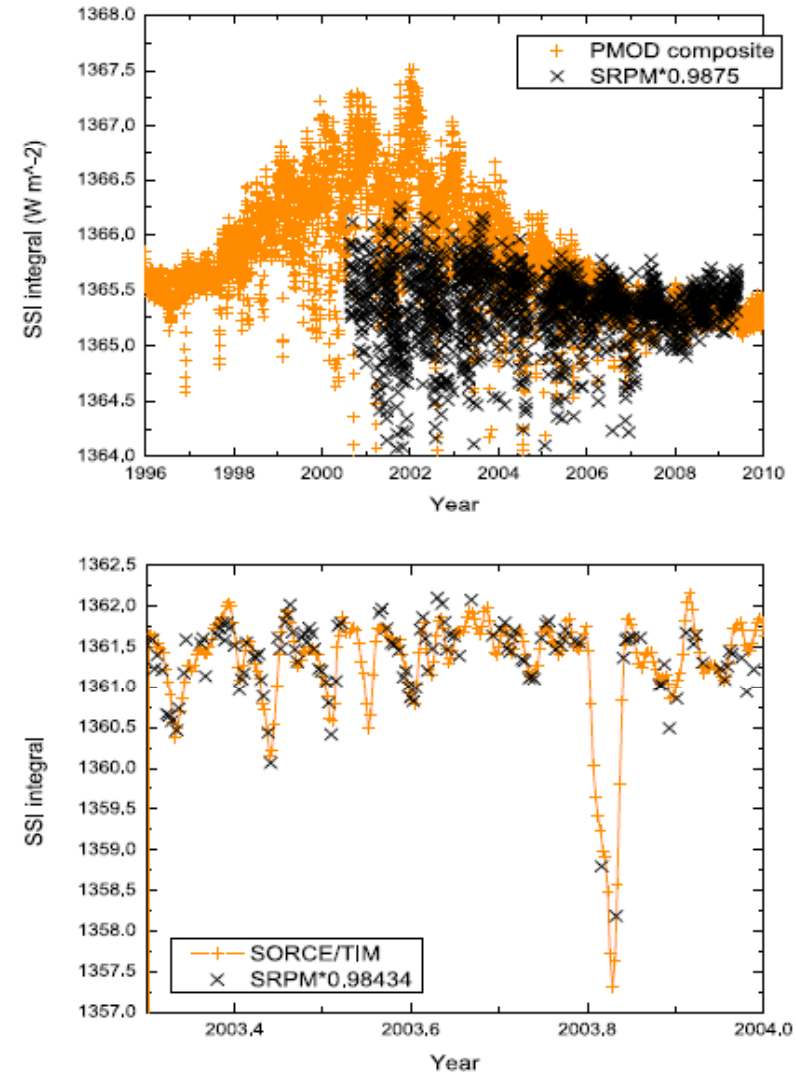 1368.0
1367.5
1367.0
1366.5
1366.0
1365.5
1365.0
1364.5
1364.0
SSI integral (W m^-2)
PMOD composite
SRPM*0.9875
1996 1998 2000 2002 2004 2006 2008 2010
Year
1362.5
1362.0
1361.5
1361.0
1360.5
1360.0
1359.5
1359.0
1358.5
1358.0
1357.5
1357.0
SSI integral
SORCE/TIM
SRPM*0.98434
2003.4 2003.6 2003.8 2004.0
Year